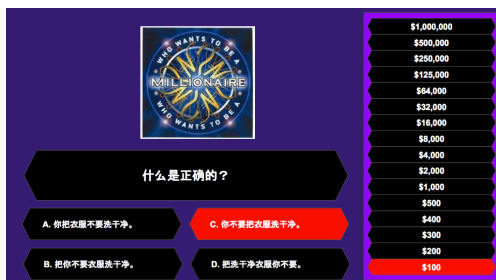 WHO WANTS TO BE A
MILLIONAIRE
WHO WANTS TO BE A
什么是正确的？
A. 你把衣服不要洗干净。
C. 你不要把衣服洗干净。
B. 把你不要衣服洗干净。
D. 把洗干净衣服你不要。
$1,000,000
$500,000
$250,000
$125,000
$64,000
$32,000
$16,000
$8,000
$4,000
$2,000
$1,000
$500
$400
$300
$200
$100